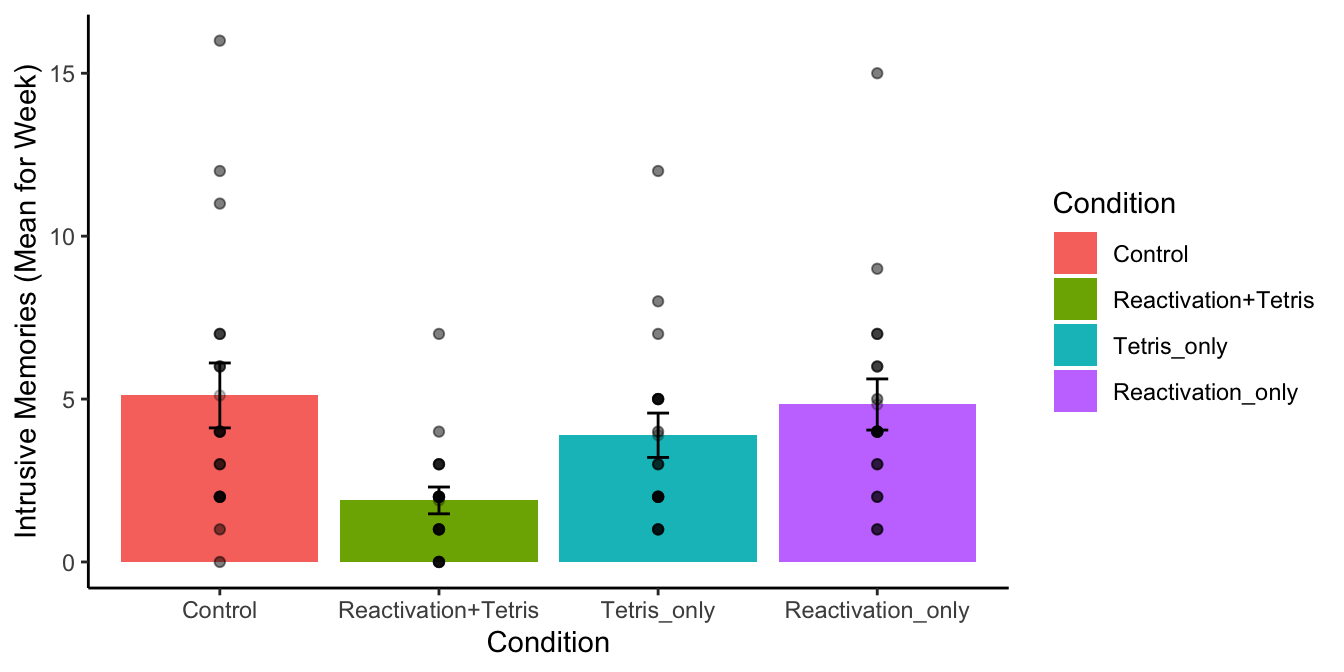 Intrusive Memories (Mean for Week)
15
10
5
0
Control Reactivation+Tetris Tetris_only Reactivation_only
Condition
Condition
Control
Reactivation+Tetris
Tetris_only
Reactivation_only